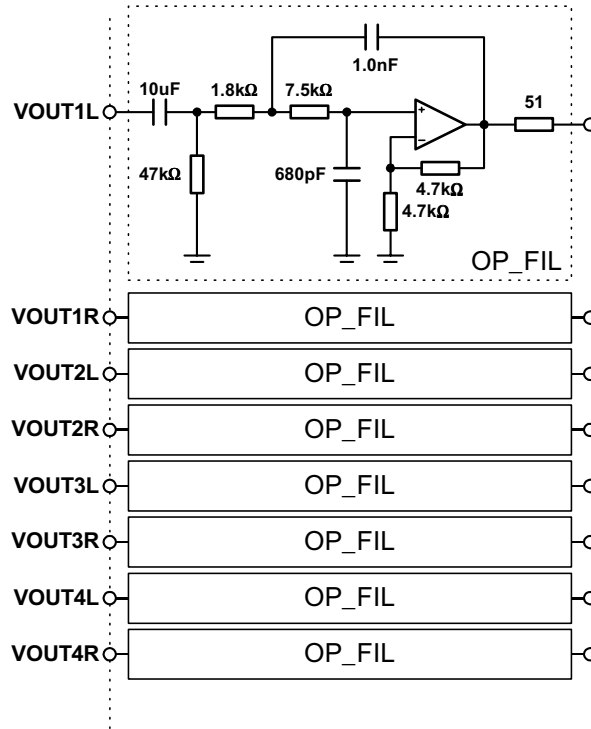 1.0nF
10uF
1.8kΩ
7.5kΩ
51
VOUT1L
+
−
47kΩ
680pF
4.7kΩ
4.7kΩ
OP_FIL
VOUT1R OP_FIL
VOUT2L OP_FIL
VOUT2R OP_FIL
VOUT3L OP_FIL
VOUT3R OP_FIL
VOUT4L OP_FIL
VOUT4R OP_FIL